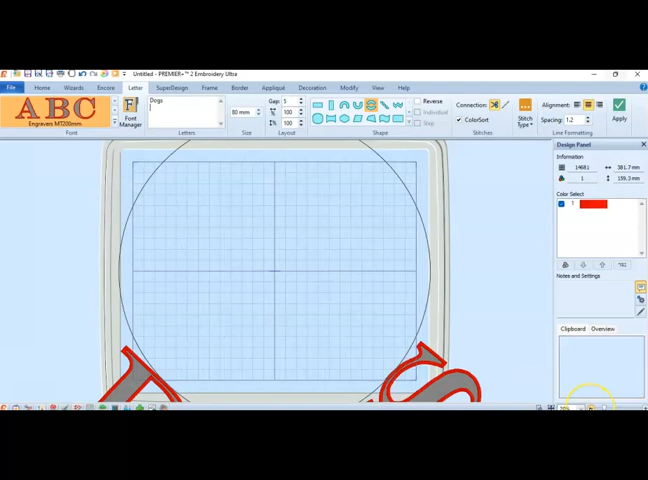 Untitled - PREMIER+™ 2 Embroidery Ultra
File Home Wizards Encore Letter SuperDesign Frame Border Appliqué Decoration Modify View Help
ABC
Engravers MT200mm
Font
Font Manager
Dogs
Letters
80 mm
Size
Gap: 5
%: 100
I%: 100
Layout
Shape
Reverse
Individual
Step
Connection:
ColorSort
Stitch Type
Stitches
Alignment:
Spacing: 1.2
Line Formatting
Apply
Design Panel
Information
14681 381.7 mm
1 159.3 mm
Color Select
1
Notes and Settings
Clipboard Overview
S